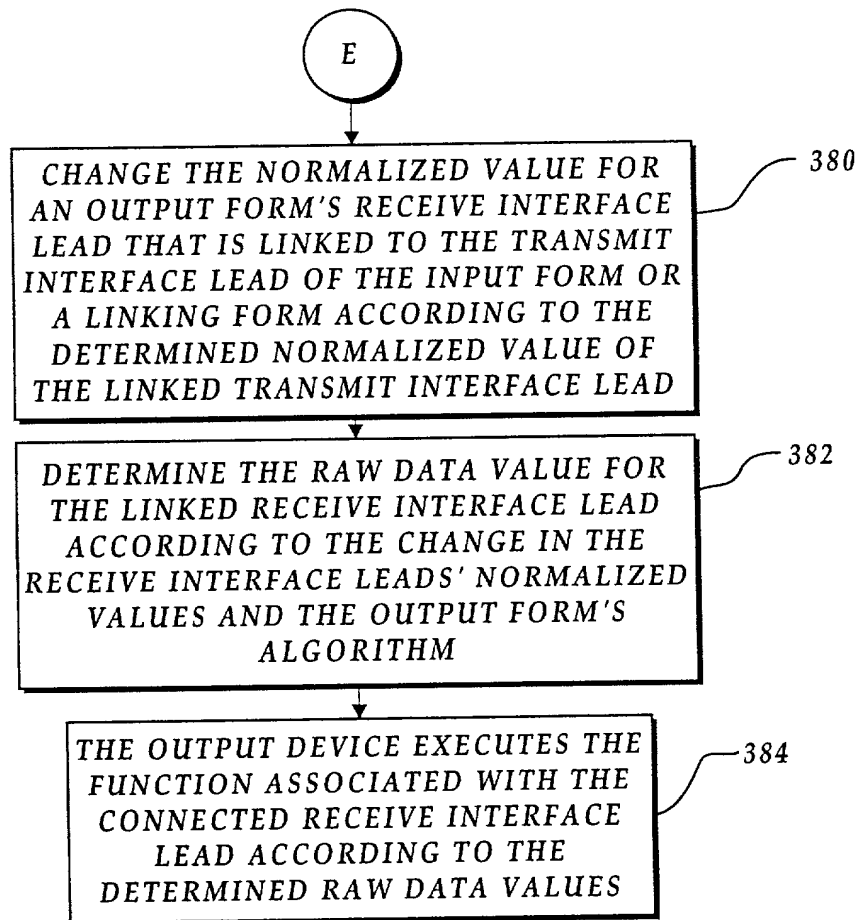 E
CHANGE THE NORMALIZED VALUE FOR
AN OUTPUT FORM'S RECEIVE INTERFACE
LEAD THAT IS LINKED TO THE TRANSMIT
INTERFACE LEAD OF THE INPUT FORM OR
A LINKING FORM ACCORDING TO THE
DETERMINED NORMALIZED VALUE OF
THE LINKED TRANSMIT INTERFACE LEAD
380
DETERMINE THE RAW DATA VALUE FOR
THE LINKED RECEIVE INTERFACE LEAD
ACCORDING TO THE CHANGE IN THE
RECEIVE INTERFACE LEADS' NORMALIZED
VALUES AND THE OUTPUT FORM'S
ALGORITHM
382
THE OUTPUT DEVICE EXECUTES THE
FUNCTION ASSOCIATED WITH THE
CONNECTED RECEIVE INTERFACE
LEAD ACCORDING TO THE
DETERMINED RAW DATA VALUES
384